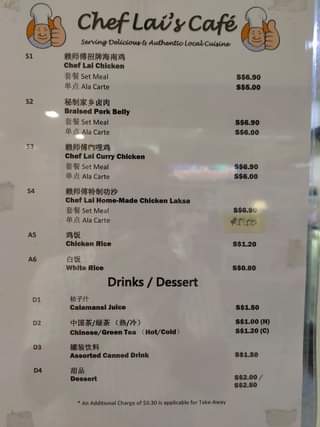 Chef Lai's Café
Serving Delicious & Authentic Local Cuisine
S1 赖师傅招牌海南鸡
Chef Lai Chicken
套餐 Set Meal S$6.90
单点 Ala Carte S$5.00
S2 秘制家乡卤肉
Braised Pork Belly
套餐 Set Meal S$6.90
单点 Ala Carte S$6.00
S3 赖师傅咖哩鸡
Chef Lai Curry Chicken
套餐 Set Meal S$6.90
单点 Ala Carte S$6.00
S4 赖师傅特制叻沙
Chef Lai Home-Made Chicken Laksa
套餐 Set Meal S$6.90
单点 Ala Carte
A5 鸡饭
Chicken Rice S$1.20
A6 白饭
White Rice S$0.80
Drinks / Dessert
D1 桔子汁
Calamansi Juice S$1.50
D2 中国茶/绿茶 (热/冷) S$1.00 (H)
Chinese/Green Tea (Hot/Cold) S$1.20 (C)
D3 罐装饮料
Assorted Canned Drink S$1.50
D4 甜品 S$2.00 /
Dessert S$2.50
* An Additional Charge of $0.30 is applicable for Take Away